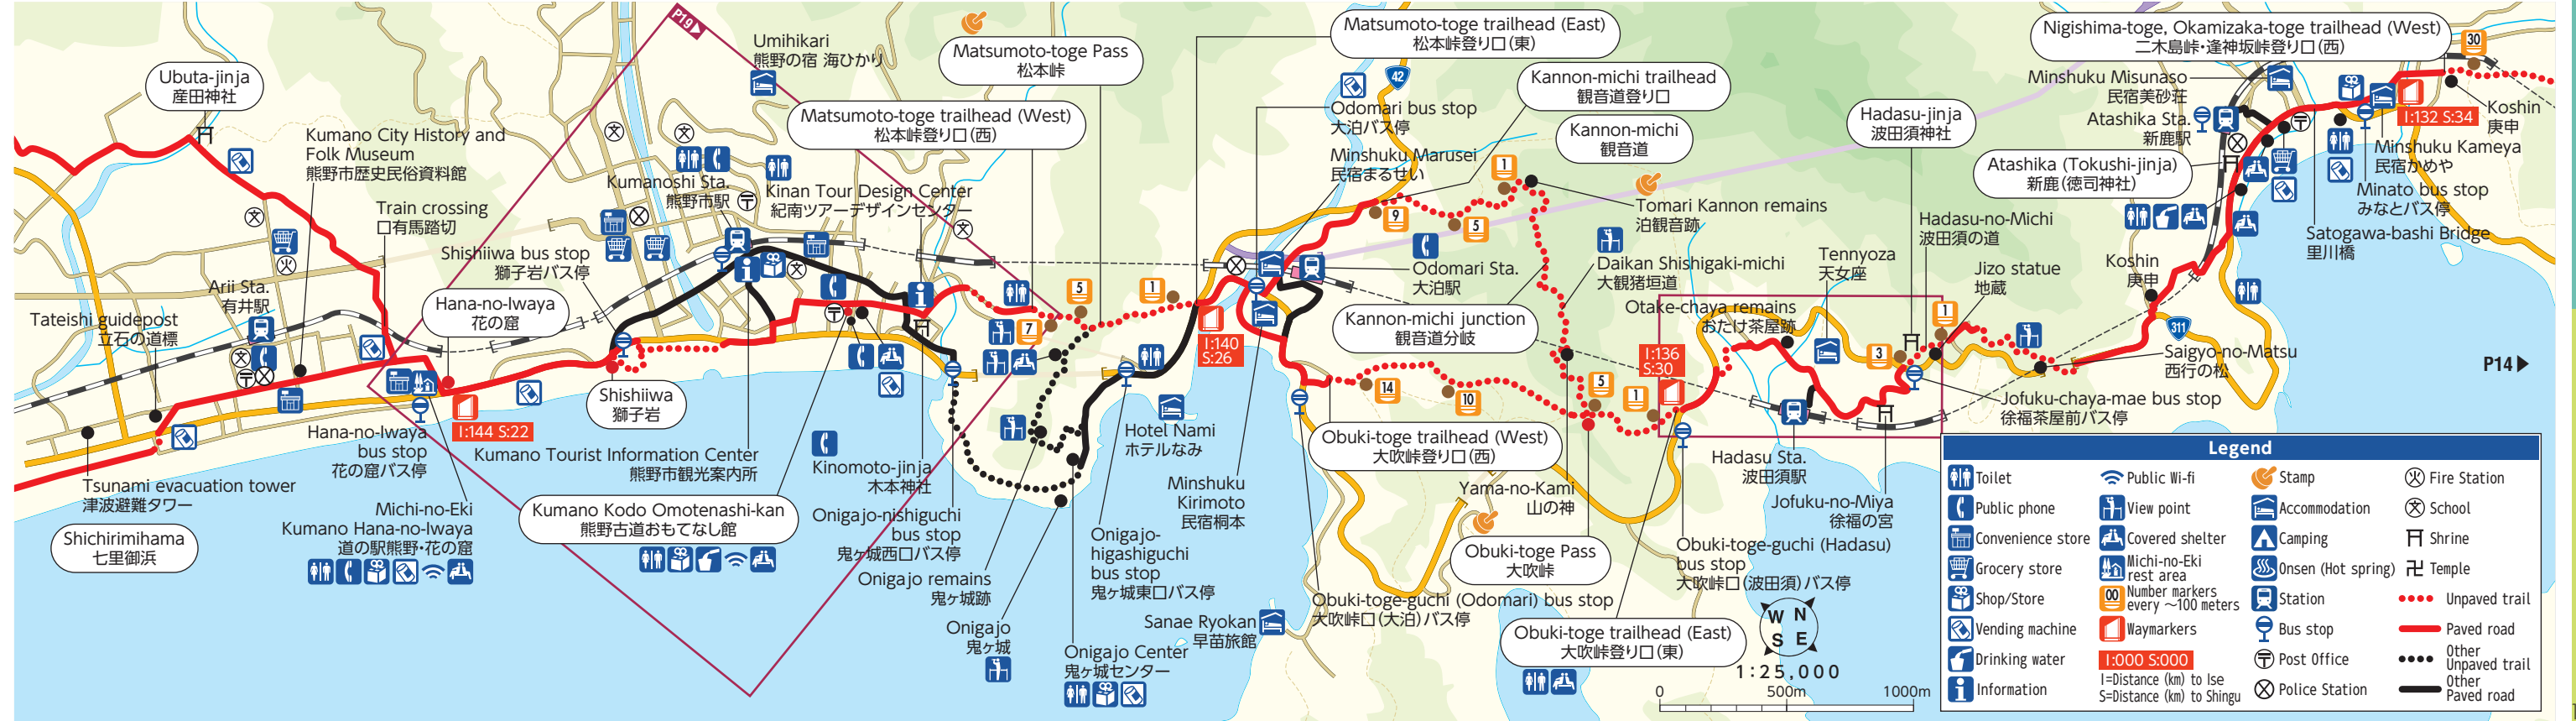 P19▶
Ubuta-jinja
産田神社
Kumano City History and
Folk Museum
熊野市歴史民俗資料館
Train crossing
口有馬踏切
Shishiiwa bus stop
獅子岩バス停
Arii Sta.
有井駅
Tateishi guidepost
立石の道標
Hana-no-Iwaya
花の窟
Tsunami evacuation tower
津波避難タワー
Shichirimihama
七里御浜
Hana-no-Iwaya
bus stop
花の窟バス停
I:144 S:22
Michi-no-Eki
Kumano Hana-no-Iwaya
道の駅熊野・花の窟
Shishiiwa
獅子岩
Kumano Tourist Information Center
熊野市観光案内所
Kumano Kodo Omotenashi-kan
熊野古道おもてなし館
Umihikari
熊野の宿 海ひかり
Kumanoshi Sta.
熊野市駅
Kinan Tour Design Center
紀南ツアーデザインセンター
Matsumoto-toge Pass
松本峠
Matsumoto-toge trailhead (West)
松本峠登り口(西)
5
1
7
Kinomoto-jinja
木本神社
Onigajo-nishiguchi
bus stop
鬼ヶ城西口バス停
Onigajo remains
鬼ヶ城跡
Onigajo
鬼ヶ城
Onigajo Center
鬼ヶ城センター
Onigajo-
higashiguchi
bus stop
鬼ヶ城東口バス停
Hotel Nami
ホテルなみ
Minshuku
Kirimoto
民宿桐本
Sanae Ryokan
早苗旅館
I:140
S:26
Matsumoto-toge trailhead (East)
松本峠登り口(東)
42
Odomari bus stop
大泊バス停
Minshuku Marusei
民宿まるせい
Kannon-michi trailhead
観音道登り口
Kannon-michi
観音道
1
9
5
Tomari Kannon remains
泊観音跡
Odomari Sta.
大泊駅
Daikan Shishigaki-michi
大観猪垣道
Kannon-michi junction
観音道分岐
14
10
5
1
Obuki-toge trailhead (West)
大吹峠登り口(西)
Yama-no-Kami
山の神
Obuki-toge Pass
大吹峠
Obuki-toge-guchi (Odomari) bus stop
大吹峠口(大泊)バス停
Obuki-toge trailhead (East)
大吹峠登り口(東)
Obuki-toge-guchi (Hadasu)
bus stop
大吹峠口(波田須)バス停
I:136
S:30
Otake-chaya remains
おたけ茶屋跡
Tennyoza
天女座
Hadasu-jinja
波田須神社
Hadasu-no-Michi
波田須の道
Jizo statue
地蔵
1
3
Hadasu Sta.
波田須駅
Jofuku-no-Miya
徐福の宮
Jofuku-chaya-mae bus stop
徐福茶屋前バス停
Saigyo-no-Matsu
西行の松
311
Koshin
庚申
Nigishima-toge, Okamizaka-toge trailhead (West)
二木島峠・逢神坂峠登り口(西)
30
Minshuku Misunaso
民宿美砂荘
Atashika Sta.
新鹿駅
Atashika (Tokushi-jinja)
新鹿(徳司神社)
I:132 S:34
Koshin
庚申
Minshuku Kameya
民宿かめや
Minato bus stop
みなとバス停
Satogawa-bashi Bridge
里川橋
P14▶
W N
S E
1:25,000
0 500m 1000m
Legend
Toilet
Public phone
Convenience store
Grocery store
Shop/Store
Vending machine
Drinking water
Information
Public Wi-fi
View point
Covered shelter
Michi-no-Eki
rest area
00 Number markers
every ～100 meters
Waymarkers
I:000 S:000
I=Distance (km) to Ise
S=Distance (km) to Shingu
Stamp
Accommodation
Camping
Onsen (Hot spring)
Station
Bus stop
Post Office
Police Station
Fire Station
School
Shrine
Temple
Unpaved trail
Paved road
Other
Unpaved trail
Other
Paved road